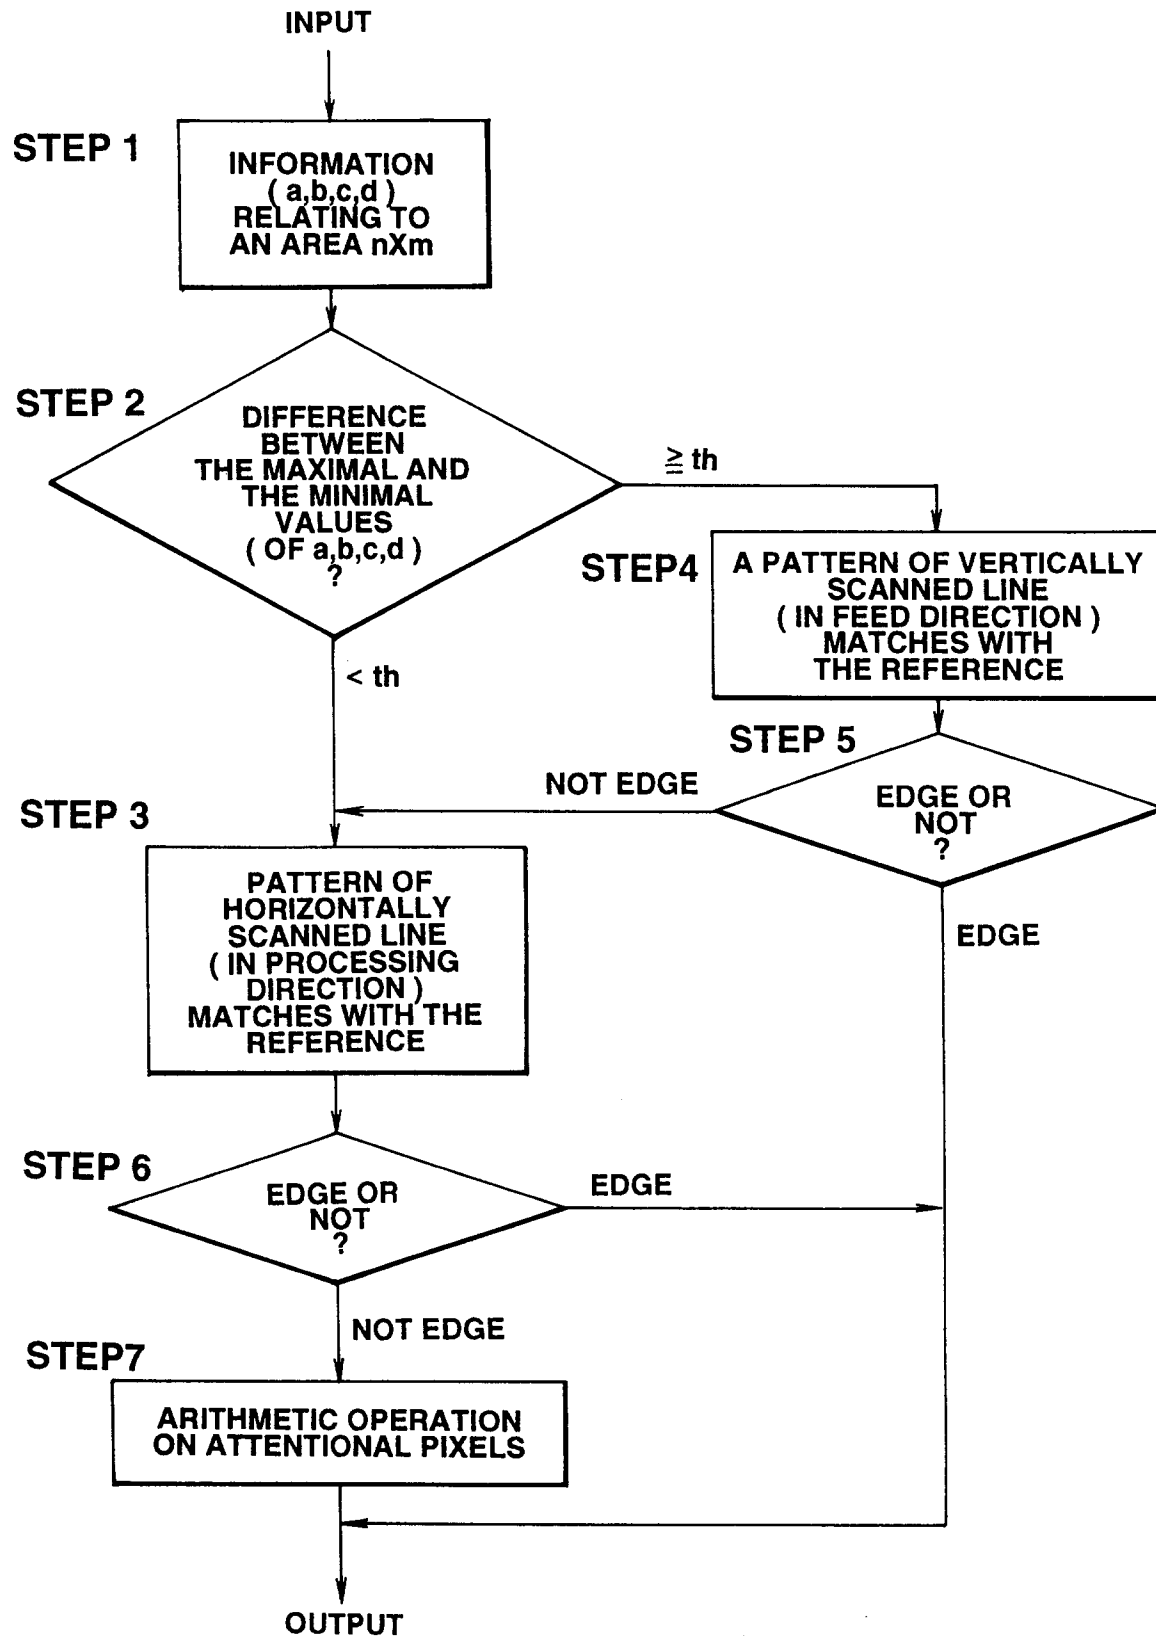 INPUT
STEP 1
INFORMATION
( a,b,c,d )
RELATING TO
AN AREA nXm
STEP 2
DIFFERENCE
BETWEEN
THE MAXIMAL AND
THE MINIMAL
VALUES
( OF a,b,c,d )
?
≧ th
< th
STEP4
A PATTERN OF VERTICALLY
SCANNED LINE
( IN FEED DIRECTION )
MATCHES WITH
THE REFERENCE
STEP 5
EDGE OR
NOT
?
NOT EDGE
EDGE
STEP 3
PATTERN OF
HORIZONTALLY
SCANNED LINE
( IN PROCESSING
DIRECTION )
MATCHES WITH THE
REFERENCE
STEP 6
EDGE OR
NOT
?
EDGE
NOT EDGE
STEP7
ARITHMETIC OPERATION
ON ATTENTIONAL PIXELS
OUTPUT